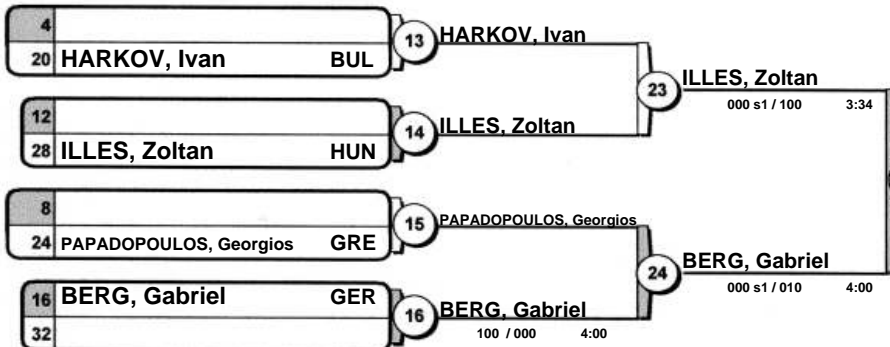 4
20 HARKOV, Ivan BUL
13 HARKOV, Ivan
12
28 ILLES, Zoltan HUN
14 ILLES, Zoltan
23 ILLES, Zoltan
000 s1 / 100 3:34
8
24 PAPADOPOULOS, Georgios GRE
15 PAPADOPOULOS, Georgios
16 BERG, Gabriel GER
32
16 BERG, Gabriel
100 / 000 4:00
24 BERG, Gabriel
000 s1 / 010 4:00